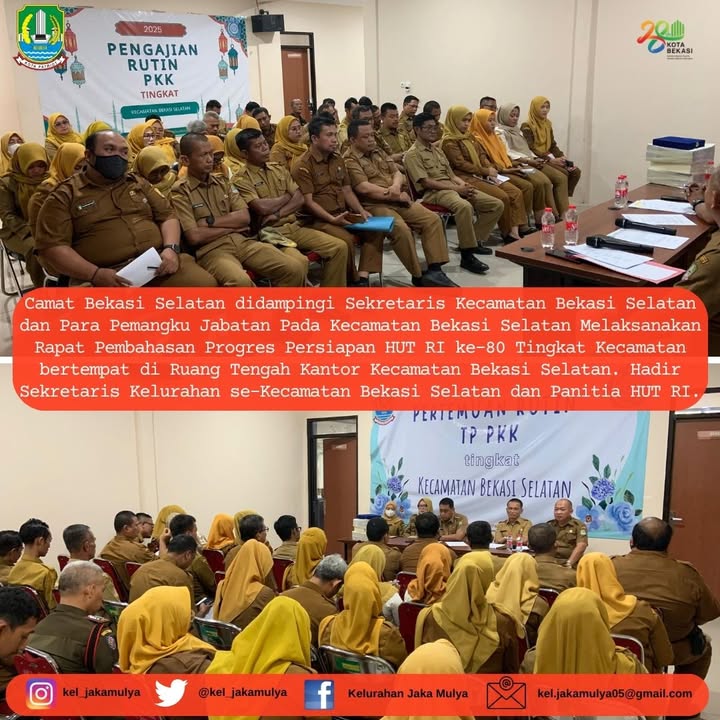 2025
PENGAJIAN
RUTIN
PKK
TINGKAT
KECAMATAN BEKASI SELATAN
28
KOTA
BEKASI
Camat Bekasi Selatan didampingi Sekretaris Kecamatan Bekasi Selatan
dan Para Pemangku Jabatan Pada Kecamatan Bekasi Selatan Melaksanakan
Rapat Pembahasan Progres Persiapan HUT RI ke-80 Tingkat Kecamatan
bertempat di Ruang Tengah Kantor Kecamatan Bekasi Selatan. Hadir
Sekretaris Kelurahan se-Kecamatan Bekasi Selatan dan Panitia HUT RI.
PERTEMUAN RUTIN
TP PKK
tingkat
KECAMATAN BEKASI SELATAN
kel_jakamulya @kel_jakamulya Kelurahan Jaka Mulya kel.jakamulya05@gmail.com